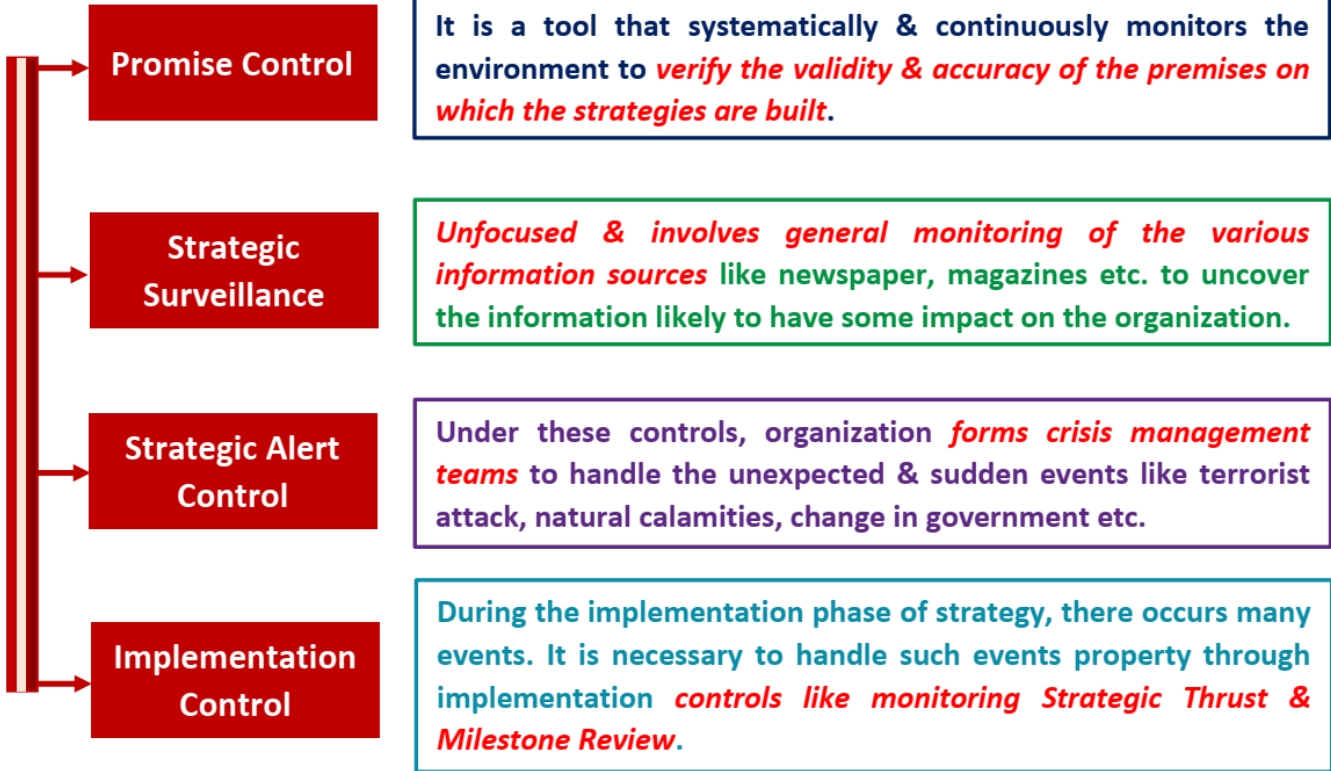 Promise Control
It is a tool that systematically & continuously monitors the
environment to verify the validity & accuracy of the premises on
which the strategies are built.
Strategic
Surveillance
Unfocused & involves general monitoring of the various
information sources like newspaper, magazines etc. to uncover
the information likely to have some impact on the organization.
Strategic Alert
Control
Under these controls, organization forms crisis management
teams to handle the unexpected & sudden events like terrorist
attack, natural calamities, change in government etc.
Implementation
Control
During the implementation phase of strategy, there occurs many
events. It is necessary to handle such events property through
implementation controls like monitoring Strategic Thrust &
Milestone Review.